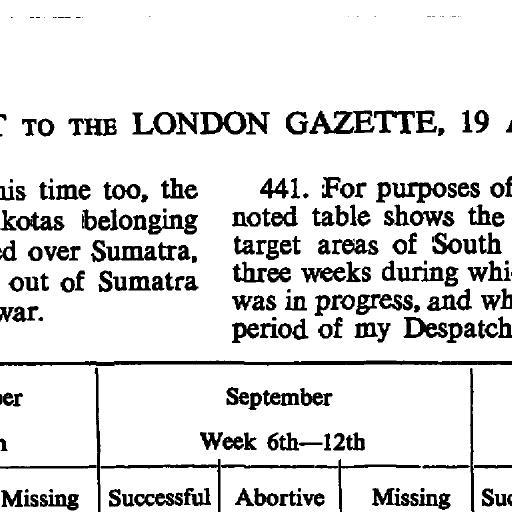 TO THE LONDON GAZETTE, 19
his time too, the
kotas belonging
ed over Sumatra,
out of Sumatra
war.
441. For purposes of
noted table shows the
target areas of South
three weeks during whi
was in progress, and wh
period of my Despatch
September
Week 6th—12th
Missing Successful Abortive Missing Suc